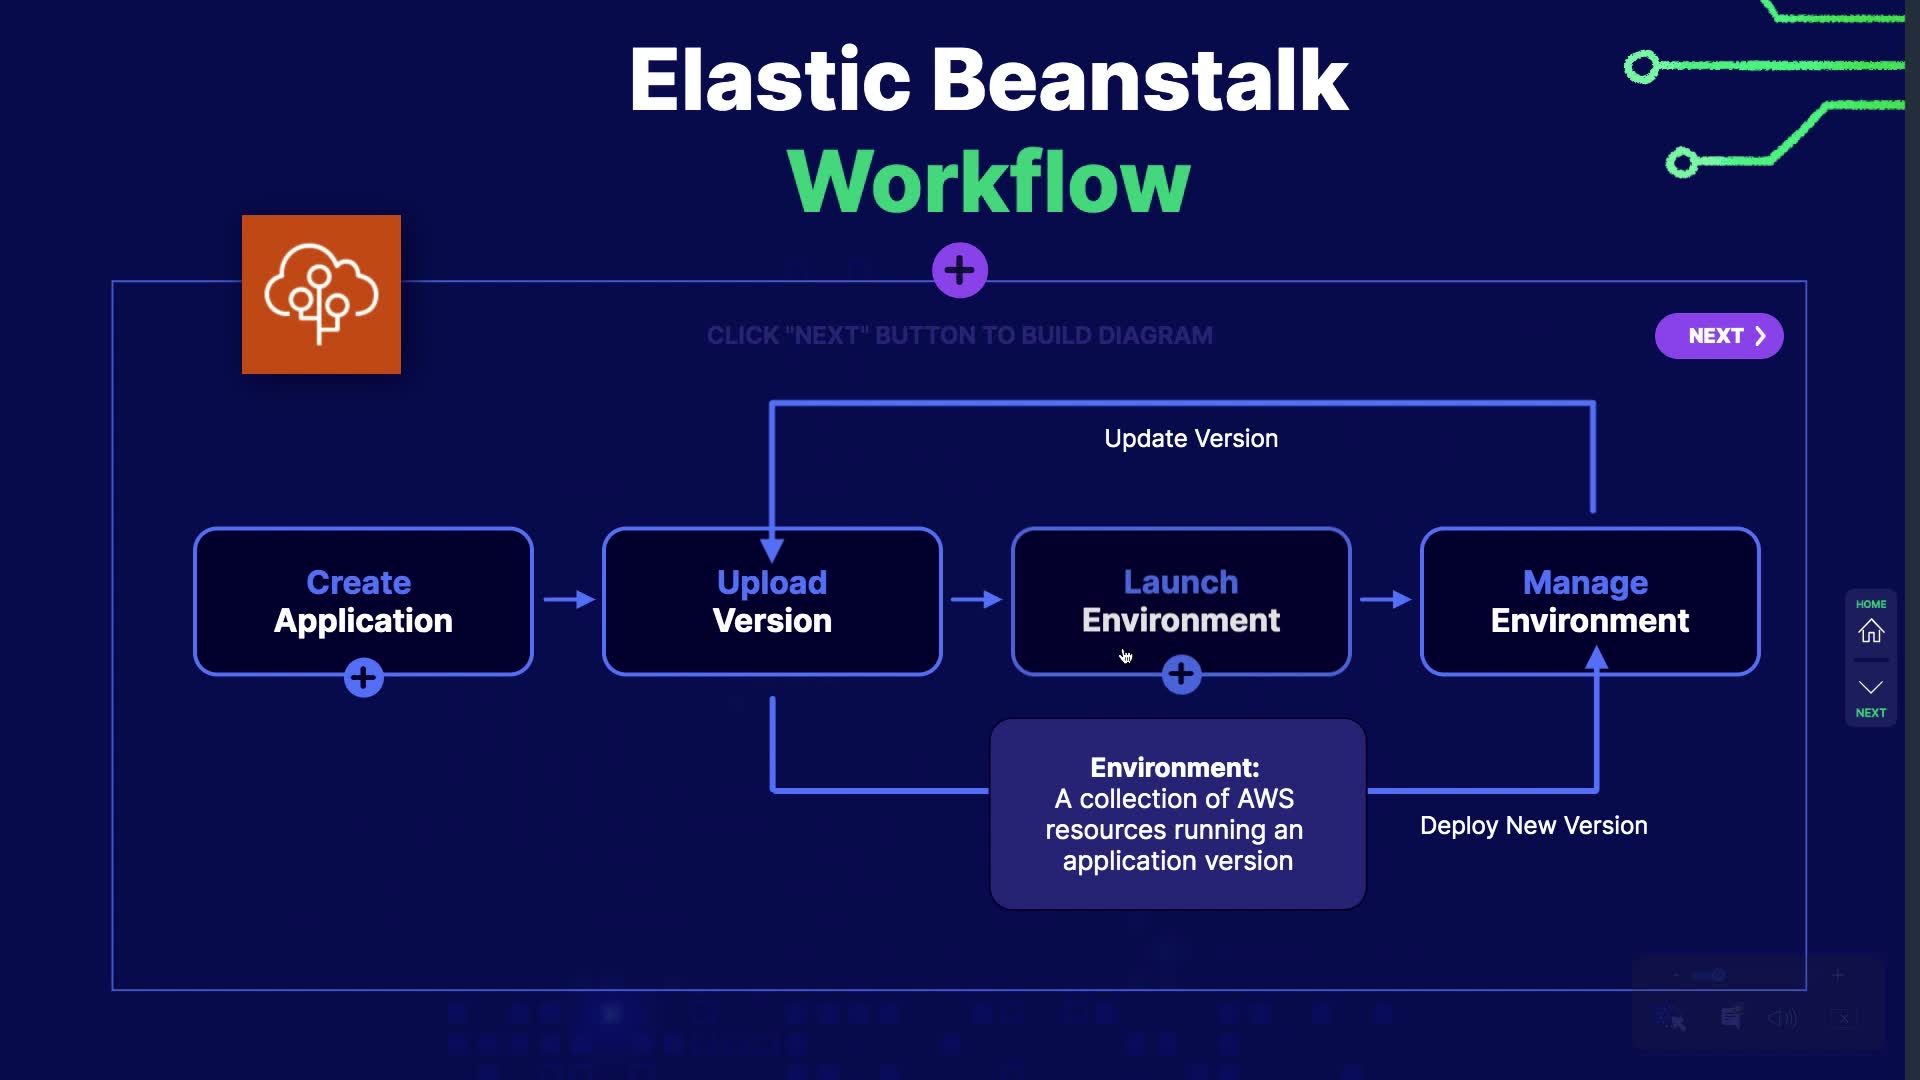 Elastic Beanstalk
Workflow
CLICK "NEXT" BUTTON TO BUILD DIAGRAM
NEXT
Update Version
Create
Application
Upload
Version
Launch
Environment
Manage
Environment
HOME
NEXT
Environment:
A collection of AWS
resources running an
application version
Deploy New Version